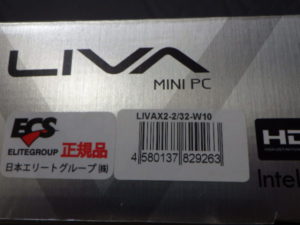 LIVA
MINI PC
ECS
ELITEGROUP 正規品
日本エリートグループ(株)
LIVAX2-2/32-W10
4 580137 829263
HD
Intel